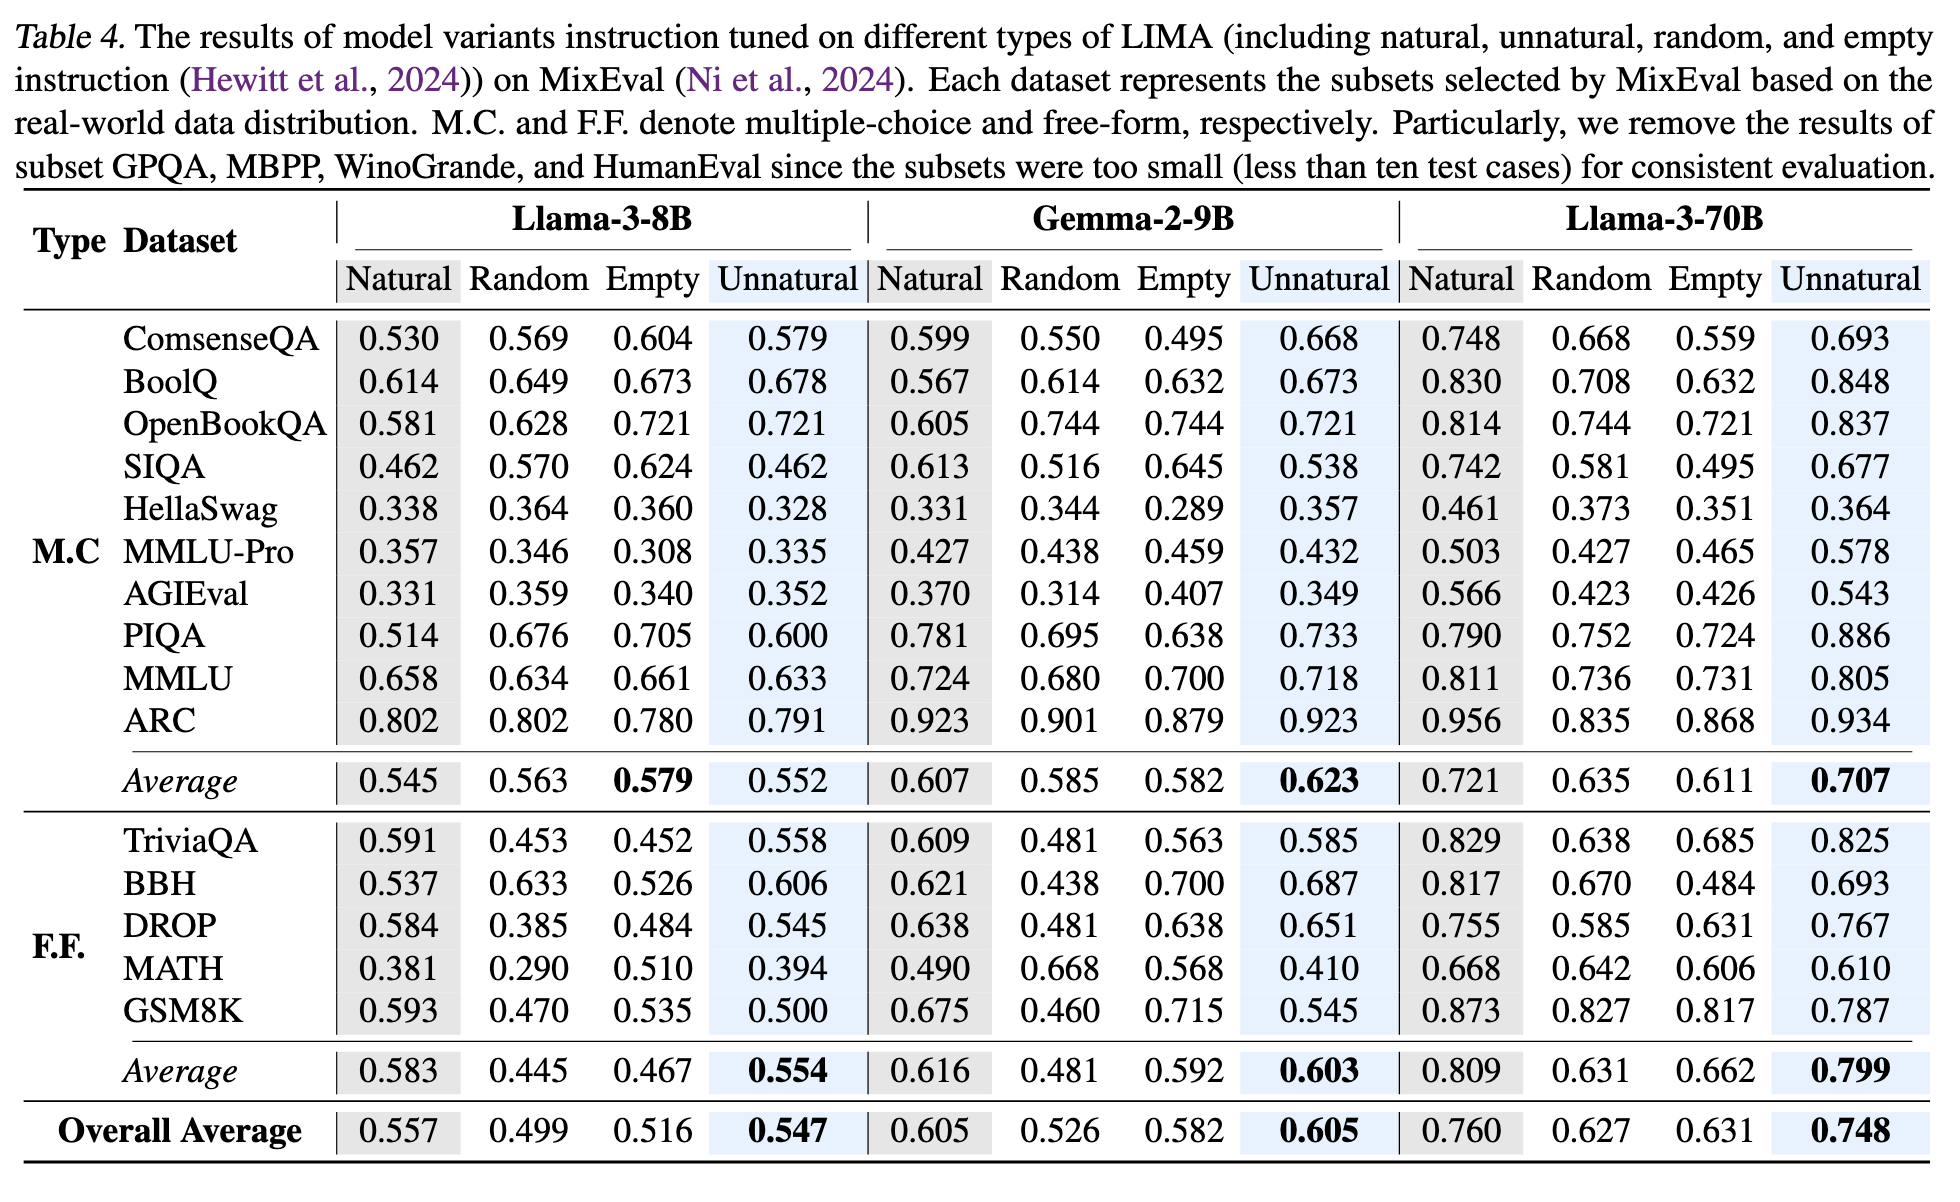 Table 4. The results of model variants instruction tuned on different types of LIMA (including natural, unnatural, random, and empty
instruction (Hewitt et al., 2024)) on MixEval (Ni et al., 2024). Each dataset represents the subsets selected by MixEval based on the
real-world data distribution. M.C. and F.F. denote multiple-choice and free-form, respectively. Particularly, we remove the results of
subset GPQA, MBPP, WinoGrande, and HumanEval since the subsets were too small (less than ten test cases) for consistent evaluation.
Type Dataset Llama-3-8B Gemma-2-9B Llama-3-70B
Natural Random Empty Unnatural Natural Random Empty Unnatural Natural Random Empty Unnatural
M.C
ComsenseQA 0.530 0.569 0.604 0.579 0.599 0.550 0.495 0.668 0.748 0.668 0.559 0.693
BoolQ 0.614 0.649 0.673 0.678 0.567 0.614 0.632 0.673 0.830 0.708 0.632 0.848
OpenBookQA 0.581 0.628 0.721 0.721 0.605 0.744 0.744 0.721 0.814 0.744 0.721 0.837
SIQA 0.462 0.570 0.624 0.462 0.613 0.516 0.645 0.538 0.742 0.581 0.495 0.677
HellaSwag 0.338 0.364 0.360 0.328 0.331 0.344 0.289 0.357 0.461 0.373 0.351 0.364
MMLU-Pro 0.357 0.346 0.308 0.335 0.427 0.438 0.459 0.432 0.503 0.427 0.465 0.578
AGIEval 0.331 0.359 0.340 0.352 0.370 0.314 0.407 0.349 0.566 0.423 0.426 0.543
PIQA 0.514 0.676 0.705 0.600 0.781 0.695 0.638 0.733 0.790 0.752 0.724 0.886
MMLU 0.658 0.634 0.661 0.633 0.724 0.680 0.700 0.718 0.811 0.736 0.731 0.805
ARC 0.802 0.802 0.780 0.791 0.923 0.901 0.879 0.923 0.956 0.835 0.868 0.934
Average 0.545 0.563 0.579 0.552 0.607 0.585 0.582 0.623 0.721 0.635 0.611 0.707
F.F.
TriviaQA 0.591 0.453 0.452 0.558 0.609 0.481 0.563 0.585 0.829 0.638 0.685 0.825
BBH 0.537 0.633 0.526 0.606 0.621 0.438 0.700 0.687 0.817 0.670 0.484 0.693
DROP 0.584 0.385 0.484 0.545 0.638 0.481 0.638 0.651 0.755 0.585 0.631 0.767
MATH 0.381 0.290 0.510 0.394 0.490 0.668 0.568 0.410 0.668 0.642 0.606 0.610
GSM8K 0.593 0.470 0.535 0.500 0.675 0.460 0.715 0.545 0.873 0.827 0.817 0.787
Average 0.583 0.445 0.467 0.554 0.616 0.481 0.592 0.603 0.809 0.631 0.662 0.799
Overall Average 0.557 0.499 0.516 0.547 0.605 0.526 0.582 0.605 0.760 0.627 0.631 0.748